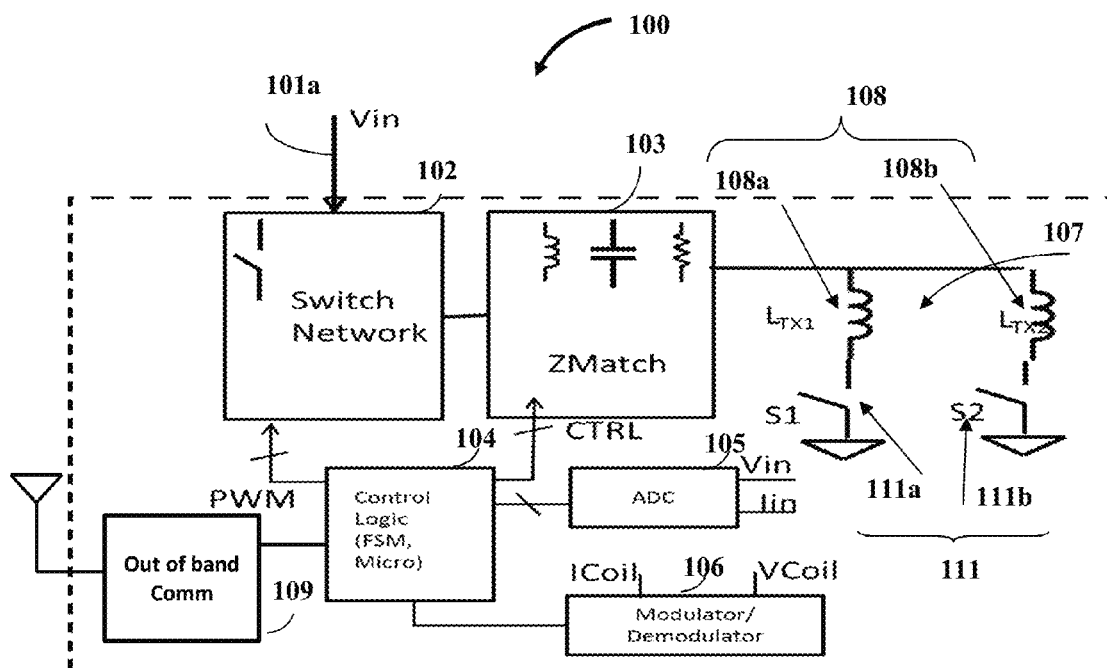 100
101a
Vin
108
102
103
108a
108b
107
Switch
Network
ZMatch
LTX1
LTX2
S1
S2
CTRL
104
105
Vin
PWM
Control
Logic
(FSM,
Micro)
ADC
Iin
111a
111b
111
Out of band
Comm
109
ICoil
106
VCoil
Modulator/
Demodulator